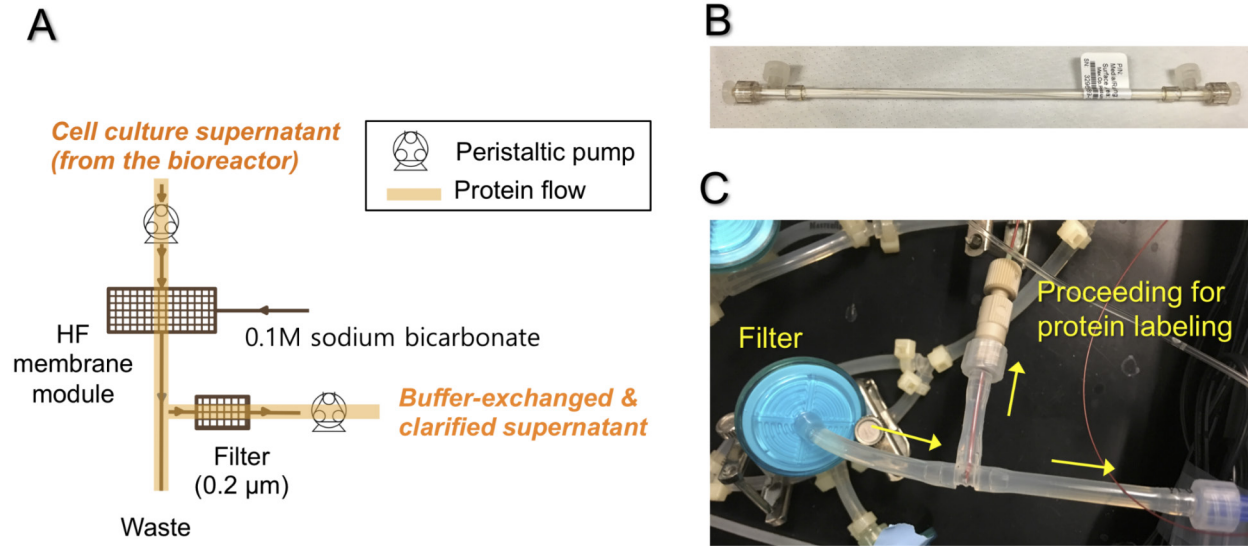 A
Cell culture supernatant
(from the bioreactor)
Peristaltic pump
Protein flow
HF
membrane
module
0.1M sodium bicarbonate
Buffer-exchanged &
clarified supernatant
Filter
(0.2 µm)
Waste
B
P/N
C
Filter
Proceeding for
protein labeling